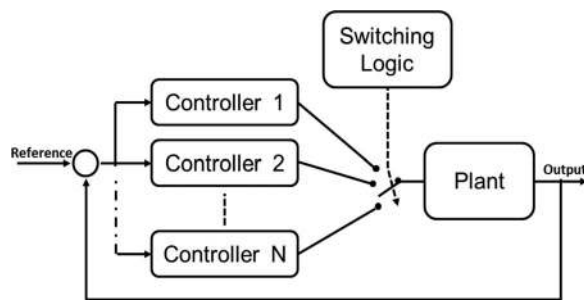 Switching
Logic
Controller 1
Reference
Controller 2
Plant
Output
Controller N